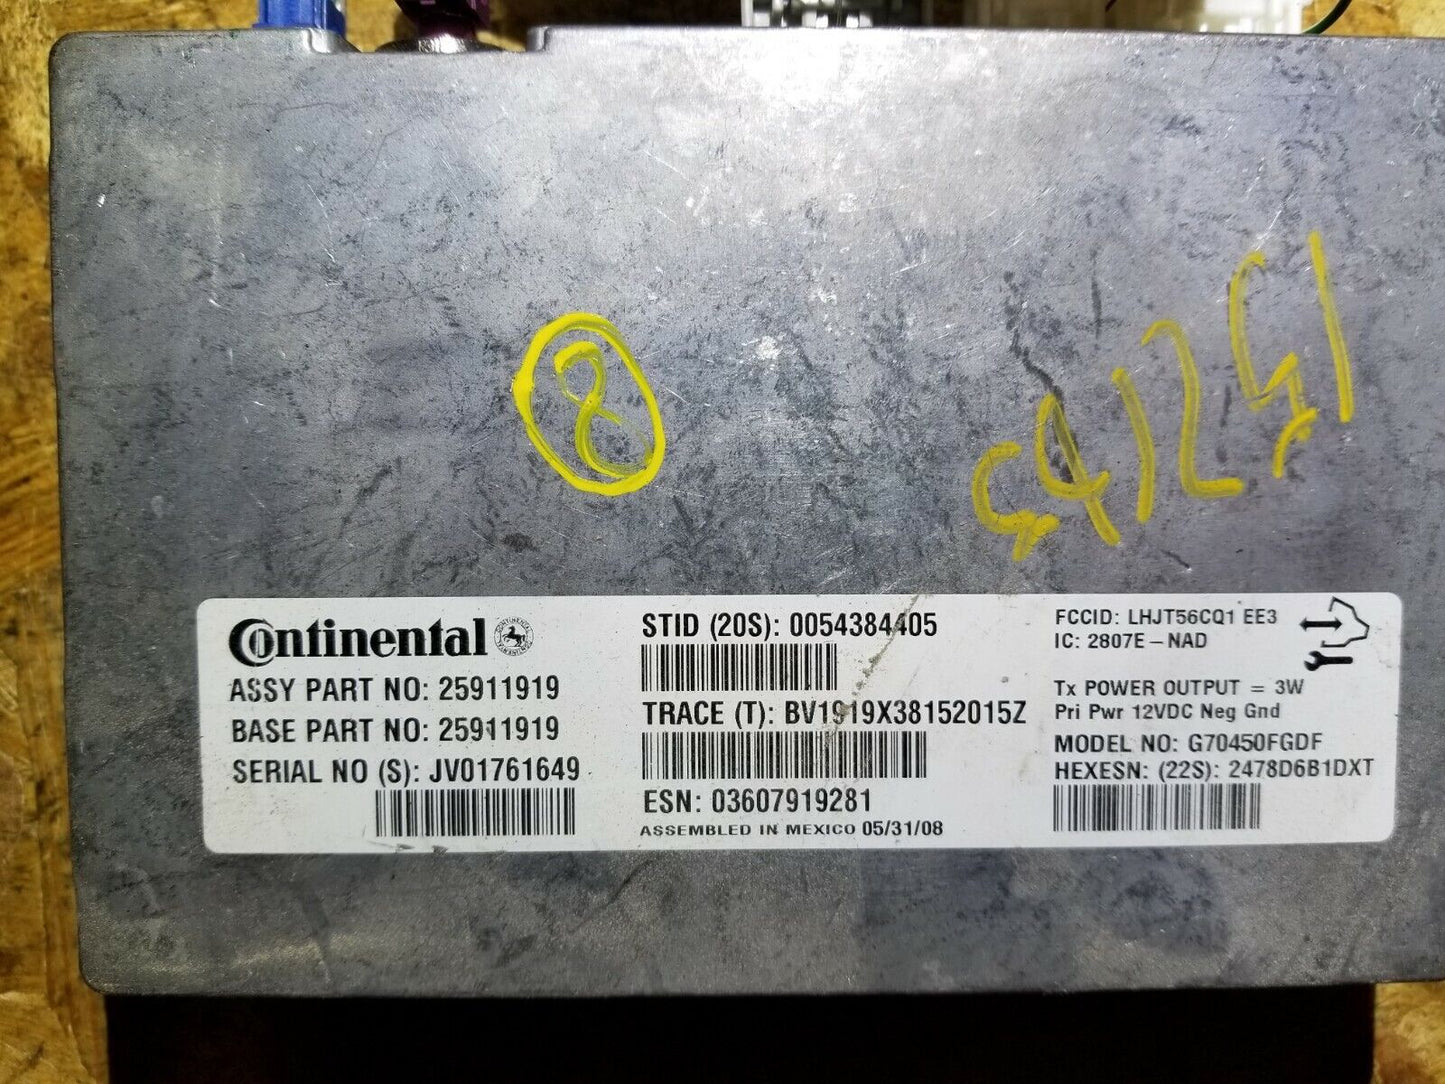 8
Continental
ASSY PART NO: 25911919
BASE PART NO: 25911919
SERIAL NO (S): JV01761649
STID (20S): 0054384405
TRACE (T): BV1919X38152015Z
ESN: 03607919281
ASSEMBLED IN MEXICO 05/31/08
FCCID: LHJT56CQ1 EE3
IC: 2807E-NAD
Tx POWER OUTPUT = 3W
Pri Pwr 12VDC Neg Gnd
MODEL NO: G70450FGDF
HEXESN: (22S): 2478D6B1DXT